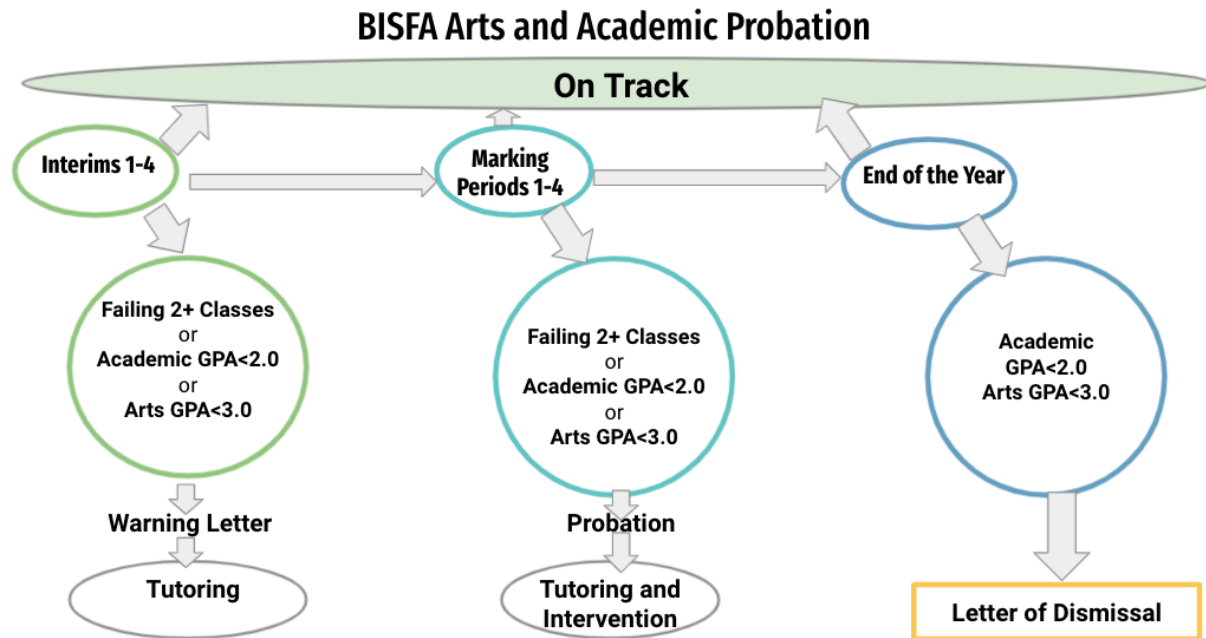 BISFA Arts and Academic Probation
On Track
Interims 1-4
Marking
Periods 1-4
End of the Year
Failing 2+ Classes
or
Academic GPA<2.0
or
Arts GPA<3.0
Failing 2+ Classes
or
Academic GPA<2.0
or
Arts GPA<3.0
Academic
GPA<2.0
Arts GPA<3.0
Warning Letter
Probation
Tutoring
Tutoring and
Intervention
Letter of Dismissal